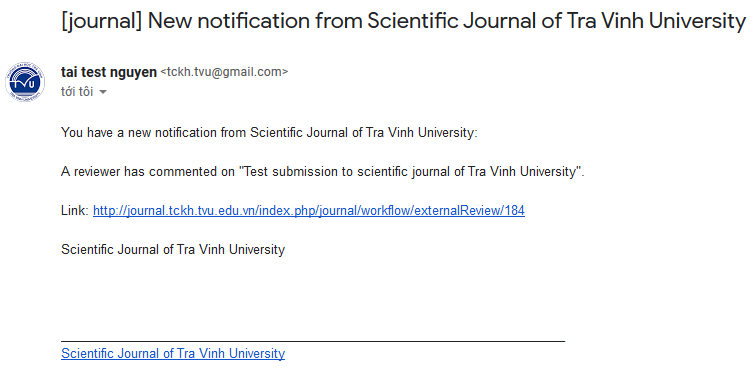 [journal] New notification from Scientific Journal of Tra Vinh University
tai test nguyen <tckh.tvu@gmail.com>
TVU
tới tôi
You have a new notification from Scientific Journal of Tra Vinh University:
A reviewer has commented on "Test submission to scientific journal of Tra Vinh University".
Link: http://journal.tckh.tvu.edu.vn/index.php/journal/workflow/externalReview/184
Scientific Journal of Tra Vinh University
Scientific Journal of Tra Vinh University